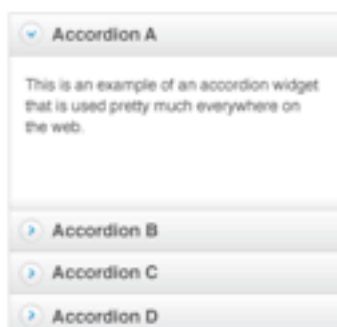 Accordion A
This is an example of an accordion widget
that is used pretty much everywhere on
the web.
Accordion B
Accordion C
Accordion D